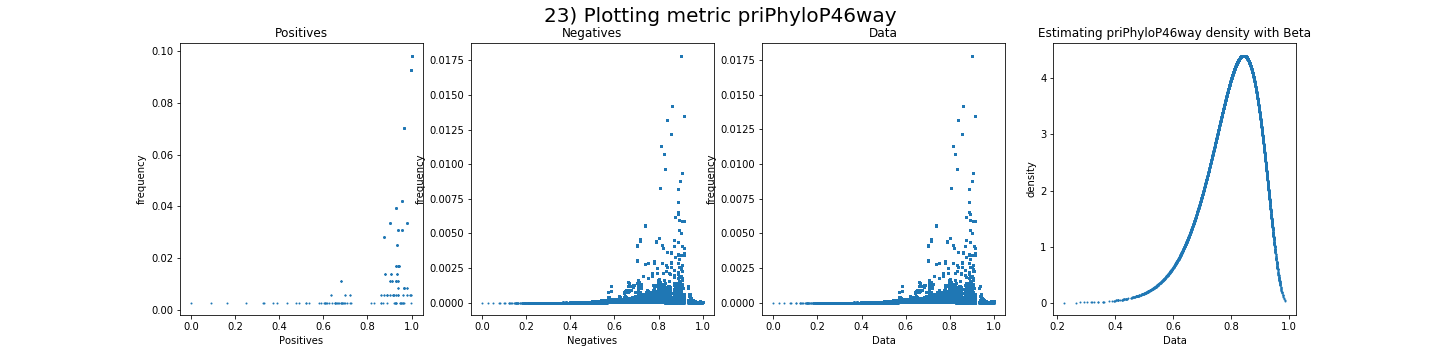 23) Plotting metric priPhyloP46way
Positives
0.10
0.08
0.06
0.04
0.02
0.00
frequency
0.0 0.2 0.4 0.6 0.8 1.0
Positives
Negatives
0.0175
0.0150
0.0125
0.0100
0.0075
0.0050
0.0025
0.0000
frequency
0.0 0.2 0.4 0.6 0.8 1.0
Negatives
Data
0.0175
0.0150
0.0125
0.0100
0.0075
0.0050
0.0025
0.0000
frequency
0.0 0.2 0.4 0.6 0.8 1.0
Data
Estimating priPhyloP46way density with Beta
4
3
2
1
0
density
0.2 0.4 0.6 0.8 1.0
Data